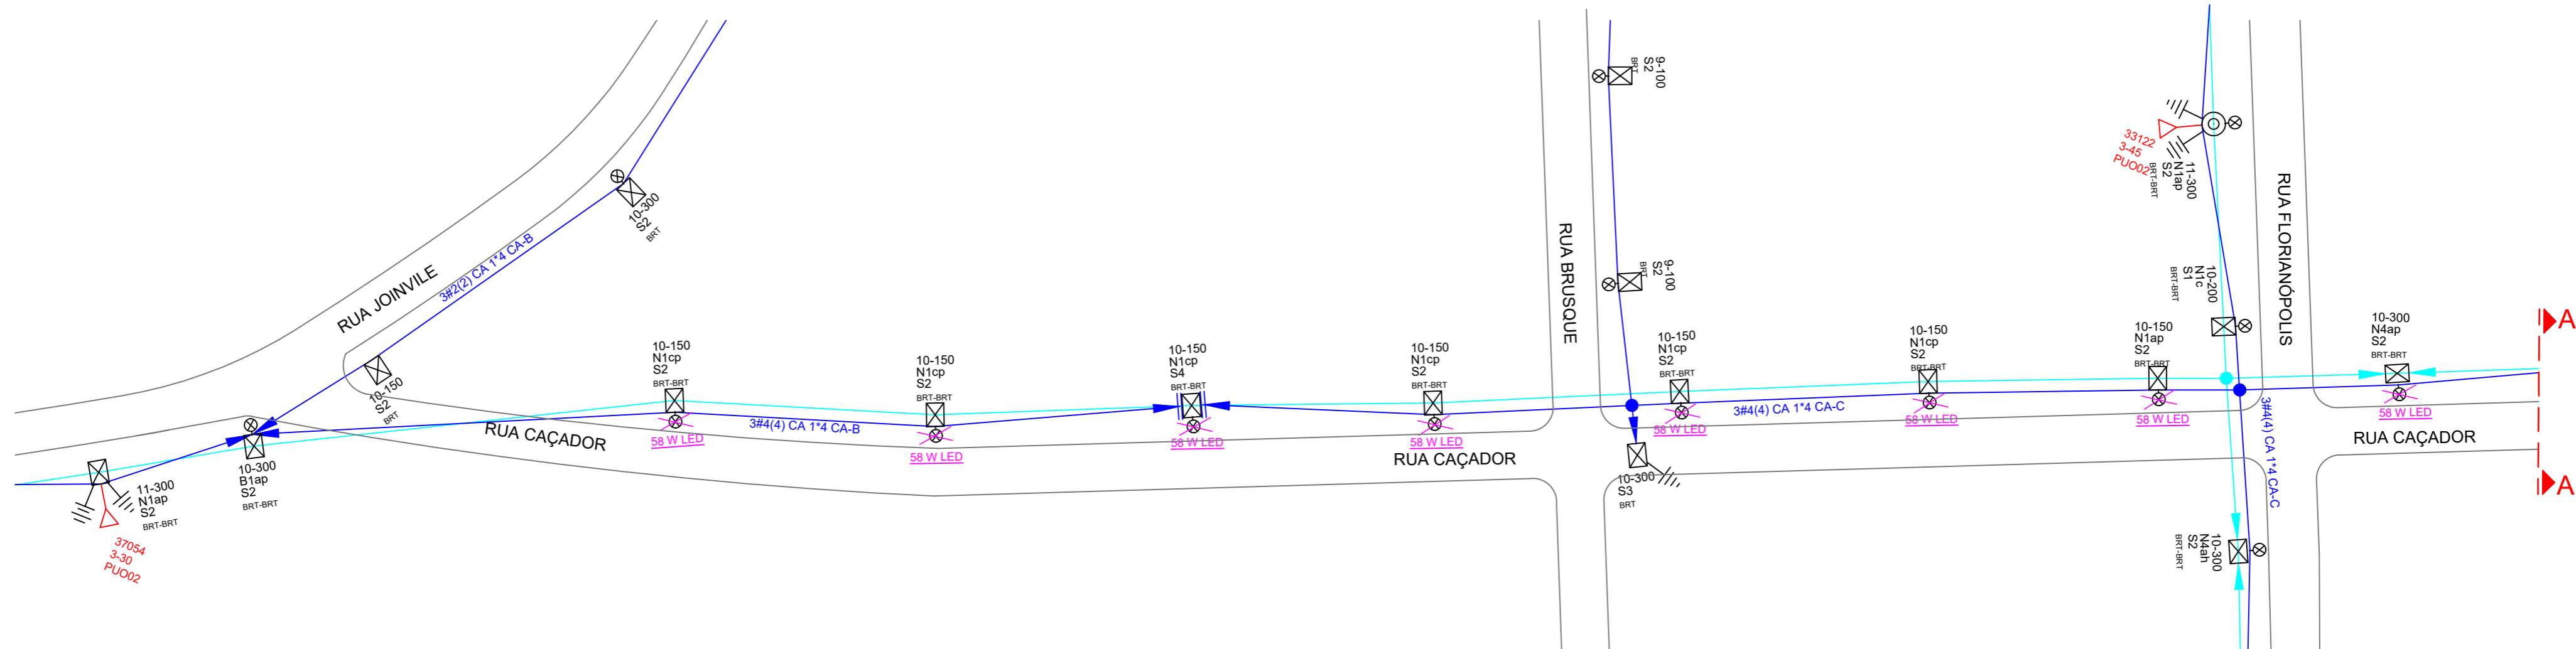 RUA JOINVILE
3#2(2) CA 1*4 CA-B
10-300
S2
BRT
10-150
S2
BRT
10-300
B1ap
S2
BRT-BRT
11-300
N1ap
S2
BRT-BRT
37054
3-30
PUO02
RUA CAÇADOR
10-150
N1cp
S2
BRT-BRT
58 W LED
3#4(4) CA 1*4 CA-B
10-150
N1cp
S2
BRT-BRT
58 W LED
10-150
N1cp
S4
BRT-BRT
58 W LED
10-150
N1cp
S2
BRT-BRT
58 W LED
RUA CAÇADOR
RUA BRUSQUE
9-100
S2
BRT
9-100
S2
BRT
10-300
S3
BRT
10-150
N1cp
S2
BRT-BRT
58 W LED
3#4(4) CA 1*4 CA-C
10-150
N1cp
S2
BRT-BRT
58 W LED
10-150
N1ap
S2
BRT-BRT
58 W LED
33122
3-45
PUO02
11-300
N1ap
S2
BRT-BRT
10-200
N1c
S1
BRT-BRT
RUA FLORIANÓPOLIS
3#4(4) CA 1*4 CA-C
10-300
N4ah
S2
BRT-BRT
10-300
N4ap
S2
BRT-BRT
58 W LED
RUA CAÇADOR
A
A